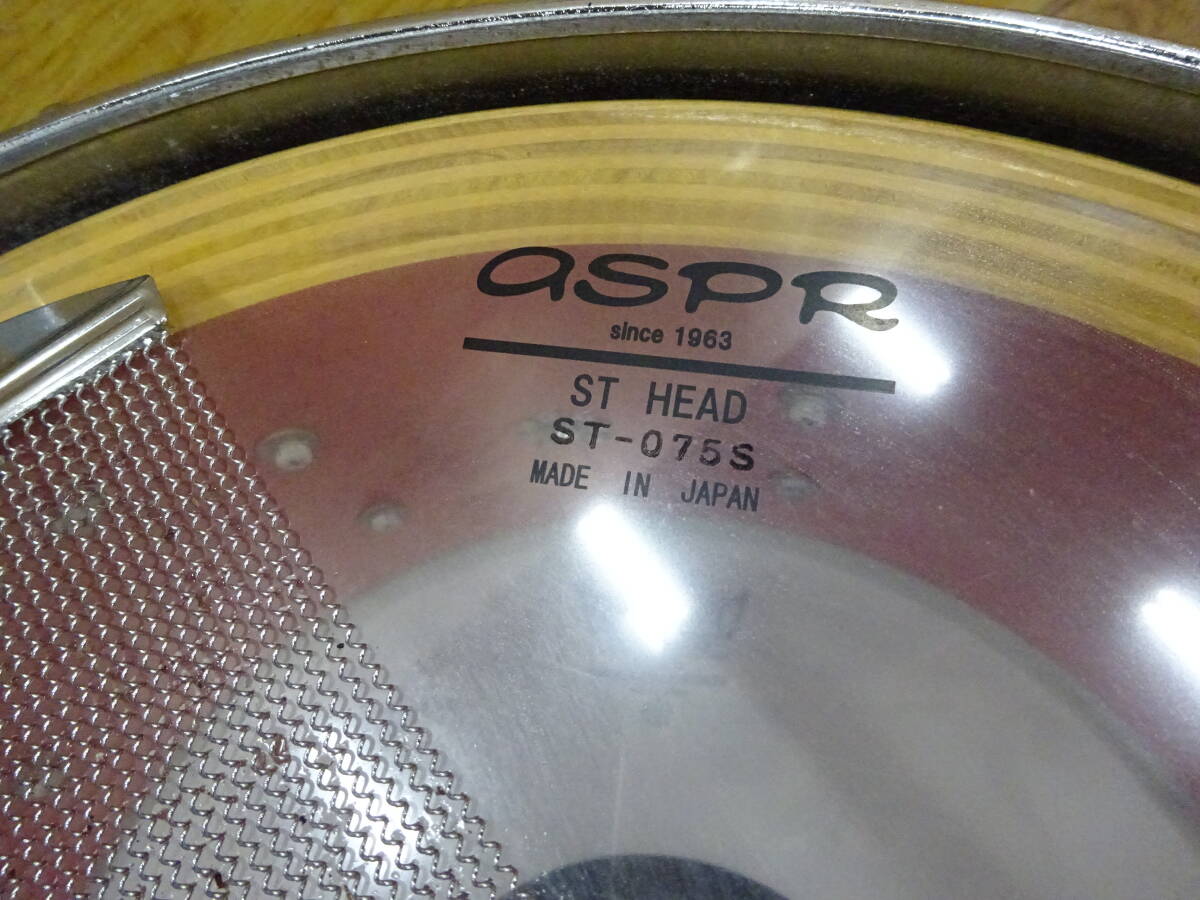 aSPR
since 1963
ST HEAD
ST-075S
MADE IN JAPAN